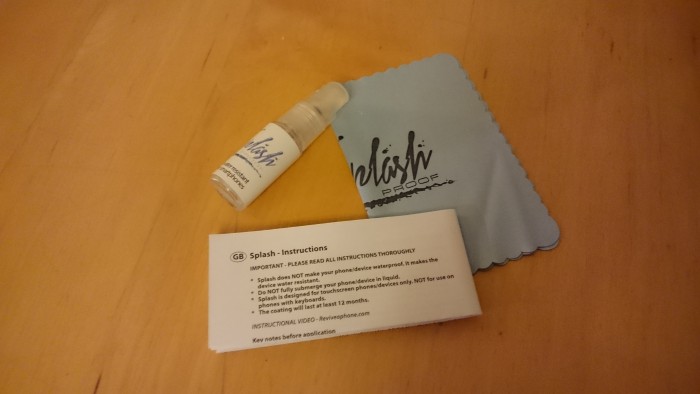 Splash
resistant
Splash
PROOF
GB Splash - Instructions
IMPORTANT - PLEASE READ ALL INSTRUCTIONS THOROUGHLY
• Splash does NOT make your phone/device waterproof. It makes the
device water resistant.
• Do NOT fully submerge your phone/device in liquid.
• Splash is designed for touchscreen phones/devices only, NOT for use on
phones with keyboards.
• The coating will last at least 12 months.
INSTRUCTIONAL VIDEO - Reviveaphone.com
Key notes before application